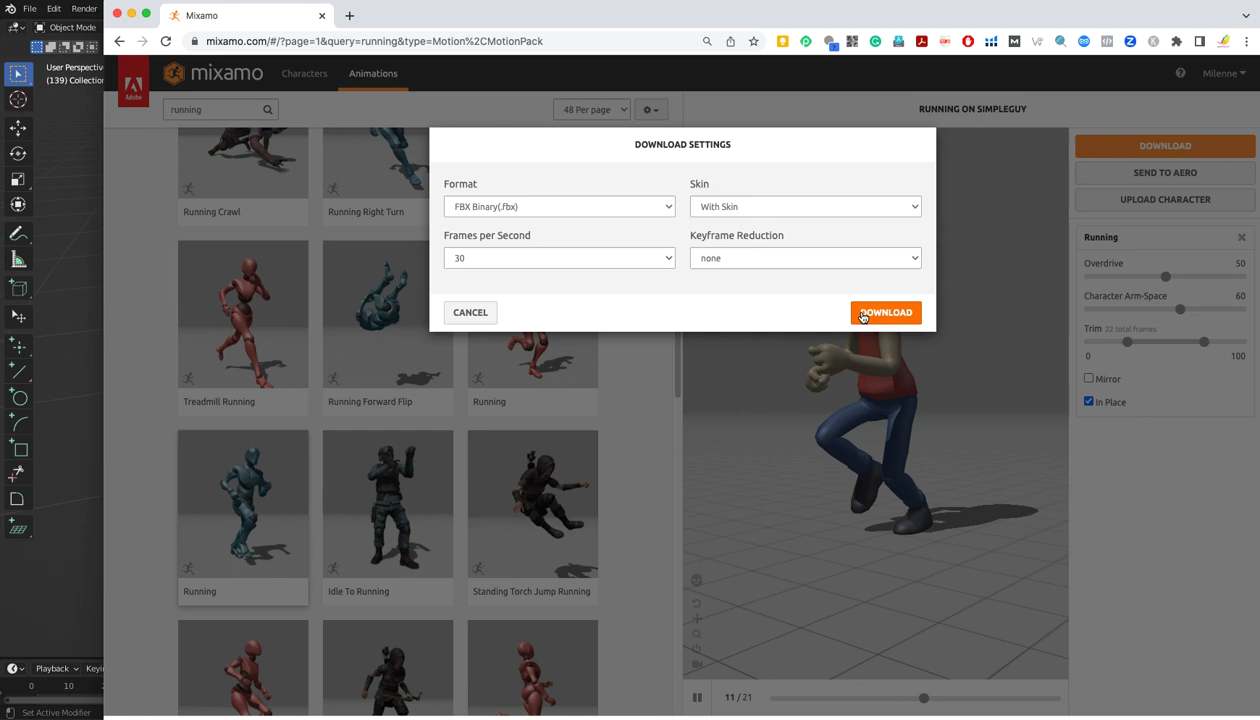 File Edit Render
Object Mode
User Perspectiv
(139) Collection
Playback
Keyin
0 10
Set Active Modifier
Mixamo
mixamo.com/#/?page=1&query=running&type=Motion%2CMotionPack
Adobe
mixamo
Characters
Animations
Milenne
running
48 Per page
RUNNING ON SIMPLEGUY
DOWNLOAD SETTINGS
Format
Skin
FBX Binary(.fbx)
With Skin
Frames per Second
Keyframe Reduction
30
none
CANCEL
DOWNLOAD
Running Crawl
Running Right Turn
Treadmill Running
Running Forward Flip
Running
Running
Idle To Running
Standing Torch Jump Running
DOWNLOAD
SEND TO AERO
UPLOAD CHARACTER
Running
Overdrive 50
Character Arm-Space 60
Trim 22 total frames
0 100
Mirror
In Place
11 / 21